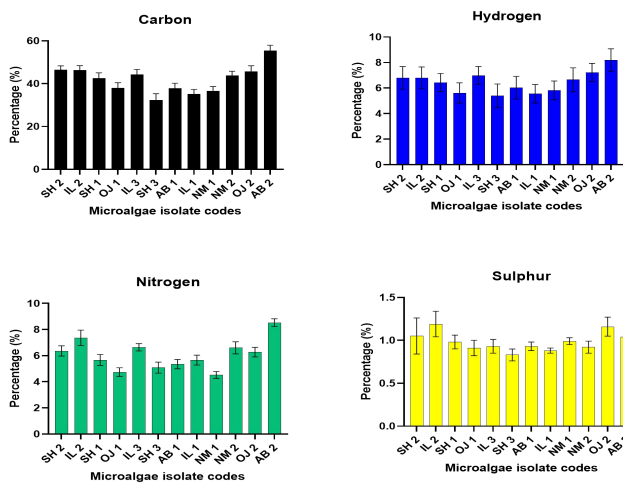 Carbon
Percentage (%)
60
40
20
0
SH 2
IL 2
SH 1
OJ 1
IL 3
SH 3
AB 1
IL 1
NM 1
NM 2
OJ 2
AB 2
Microalgae isolate codes
Hydrogen
Percentage (%)
10
8
6
4
2
0
SH 2
IL 2
SH 1
OJ 1
IL 3
SH 3
AB 1
IL 1
NM 1
NM 2
OJ 2
AB 2
Microalgae isolate codes
Nitrogen
Percentage (%)
10
8
6
4
2
0
SH 2
IL 2
SH 1
OJ 1
IL 3
SH 3
AB 1
IL 1
NM 1
NM 2
OJ 2
AB 2
Microalgae isolate codes
Sulphur
Percentage (%)
1.5
1.0
0.5
0.0
SH 2
IL 2
SH 1
OJ 1
IL 3
SH 3
AB 1
IL 1
NM 1
NM 2
OJ 2
AB
Microalgae isolate codes